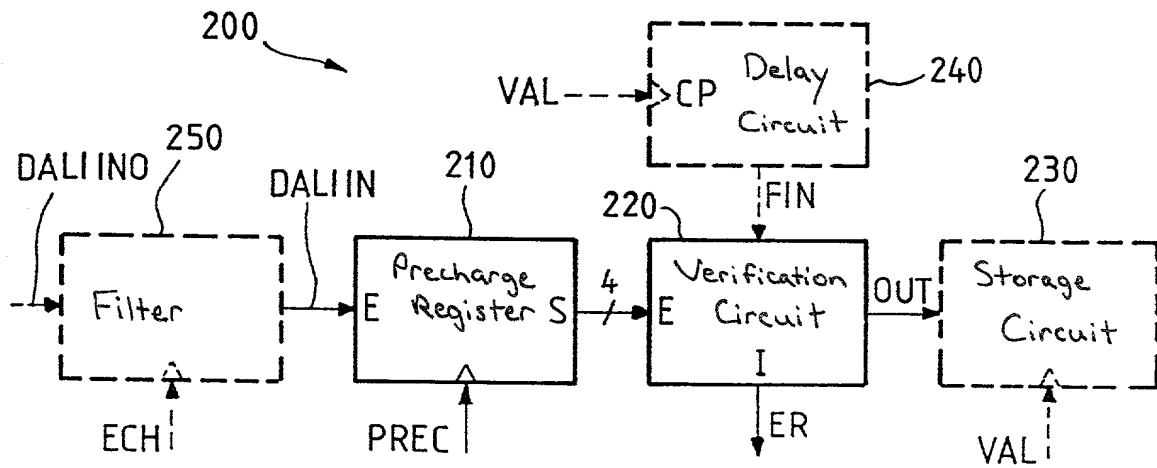 200
VAL
CP
Delay
Circuit
240
DALIINO
250
DALIIN
210
220
FIN
230
Filter
E
Precharge
Register
S
4
E
Verification
Circuit
I
OUT
Storage
Circuit
ECH
PREC
ER
VAL